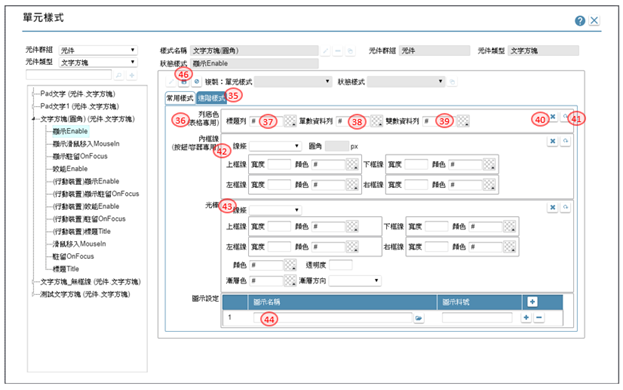 單元樣式
元件群組 元件
元件類型 文字方塊
樣式名稱 文字方塊(圓角) 元件群組 元件 元件類型 文字方塊
狀態樣式 顯示Enable
46 複製：單元樣式 狀態樣式
常用樣式 進階樣式 35
Pad文字 (元件.文字方塊)
Pad文字1 (元件.文字方塊)
文字方塊(圓角) (元件.文字方塊)
顯示Enable
顯示滑鼠移入MouseIn
顯示駐留OnFocus
致能Enable
(行動裝置)顯示Enable
(行動裝置)顯示駐留OnFocus
(行動裝置)致能Enable
(行動裝置)駐留OnFocus
(行動裝置)標題Title
滑鼠移入MouseIn
駐留OnFocus
標題Title
文字方塊_無框線 (元件.文字方塊)
測試文字方塊 (元件.文字方塊)
36 列底色
(表格專用)
標題列 # 37 單數資料列 # 38 雙數資料列 # 39 40 41
內框線
(按鈕/容器專用) 42
線條 圓角 px
上框線 寬度 顏色 # 下框線 寬度 顏色 #
左框線 寬度 顏色 # 右框線 寬度 顏色 #
光標 43 線條
上框線 寬度 顏色 # 下框線 寬度 顏色 #
左框線 寬度 顏色 # 右框線 寬度 顏色 #
顏色 # 透明度
漸層色 # 漸層方向
圖示設定
圖示名稱 圖示料號
1 44